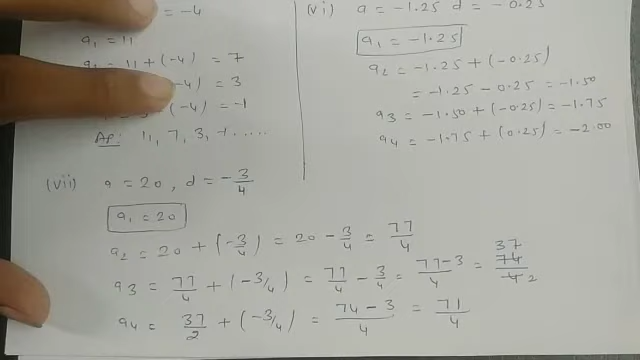 = -4
a₁ = 11
a₂ = 11 + (-4) = 7
-4) = 3
(-4) = -1
AP: 11, 7, 3, -1 .....
(vi) a = -1.25 d = -0.25
a₁ = -1.25
a₂ = -1.25 + (-0.25)
= -1.25 - 0.25 = -1.50
a₃ = -1.50 + (-0.25) = -1.75
a₄ = -1.75 + (0.25) = -2.00
(vii) a = 20, d = -3/4
a₁ = 20
a₂ = 20 + (-3/4) = 20 - 3/4 = 77/4
a₃ = 77/4 + (-3/4) = 77/4 - 3/4 = 77-3/4 = 74/4 37 2
a₄ = 37/2 + (-3/4) = 74-3/4 = 71/4